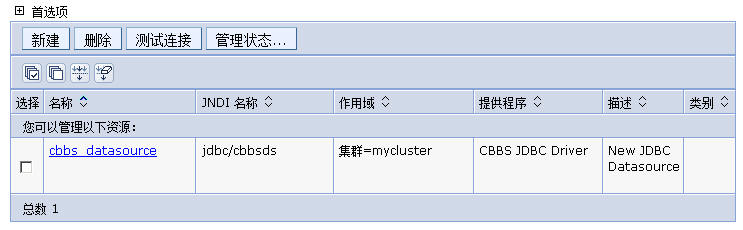 首选项
新建 删除 测试连接 管理状态...
选择 名称 JNDI 名称 作用域 提供程序 描述 类别
您可以管理以下资源:
cbbs_datasource jdbc/cbbsds 集群=mycluster CBBS JDBC Driver New JDBC
Datasource
总数 1